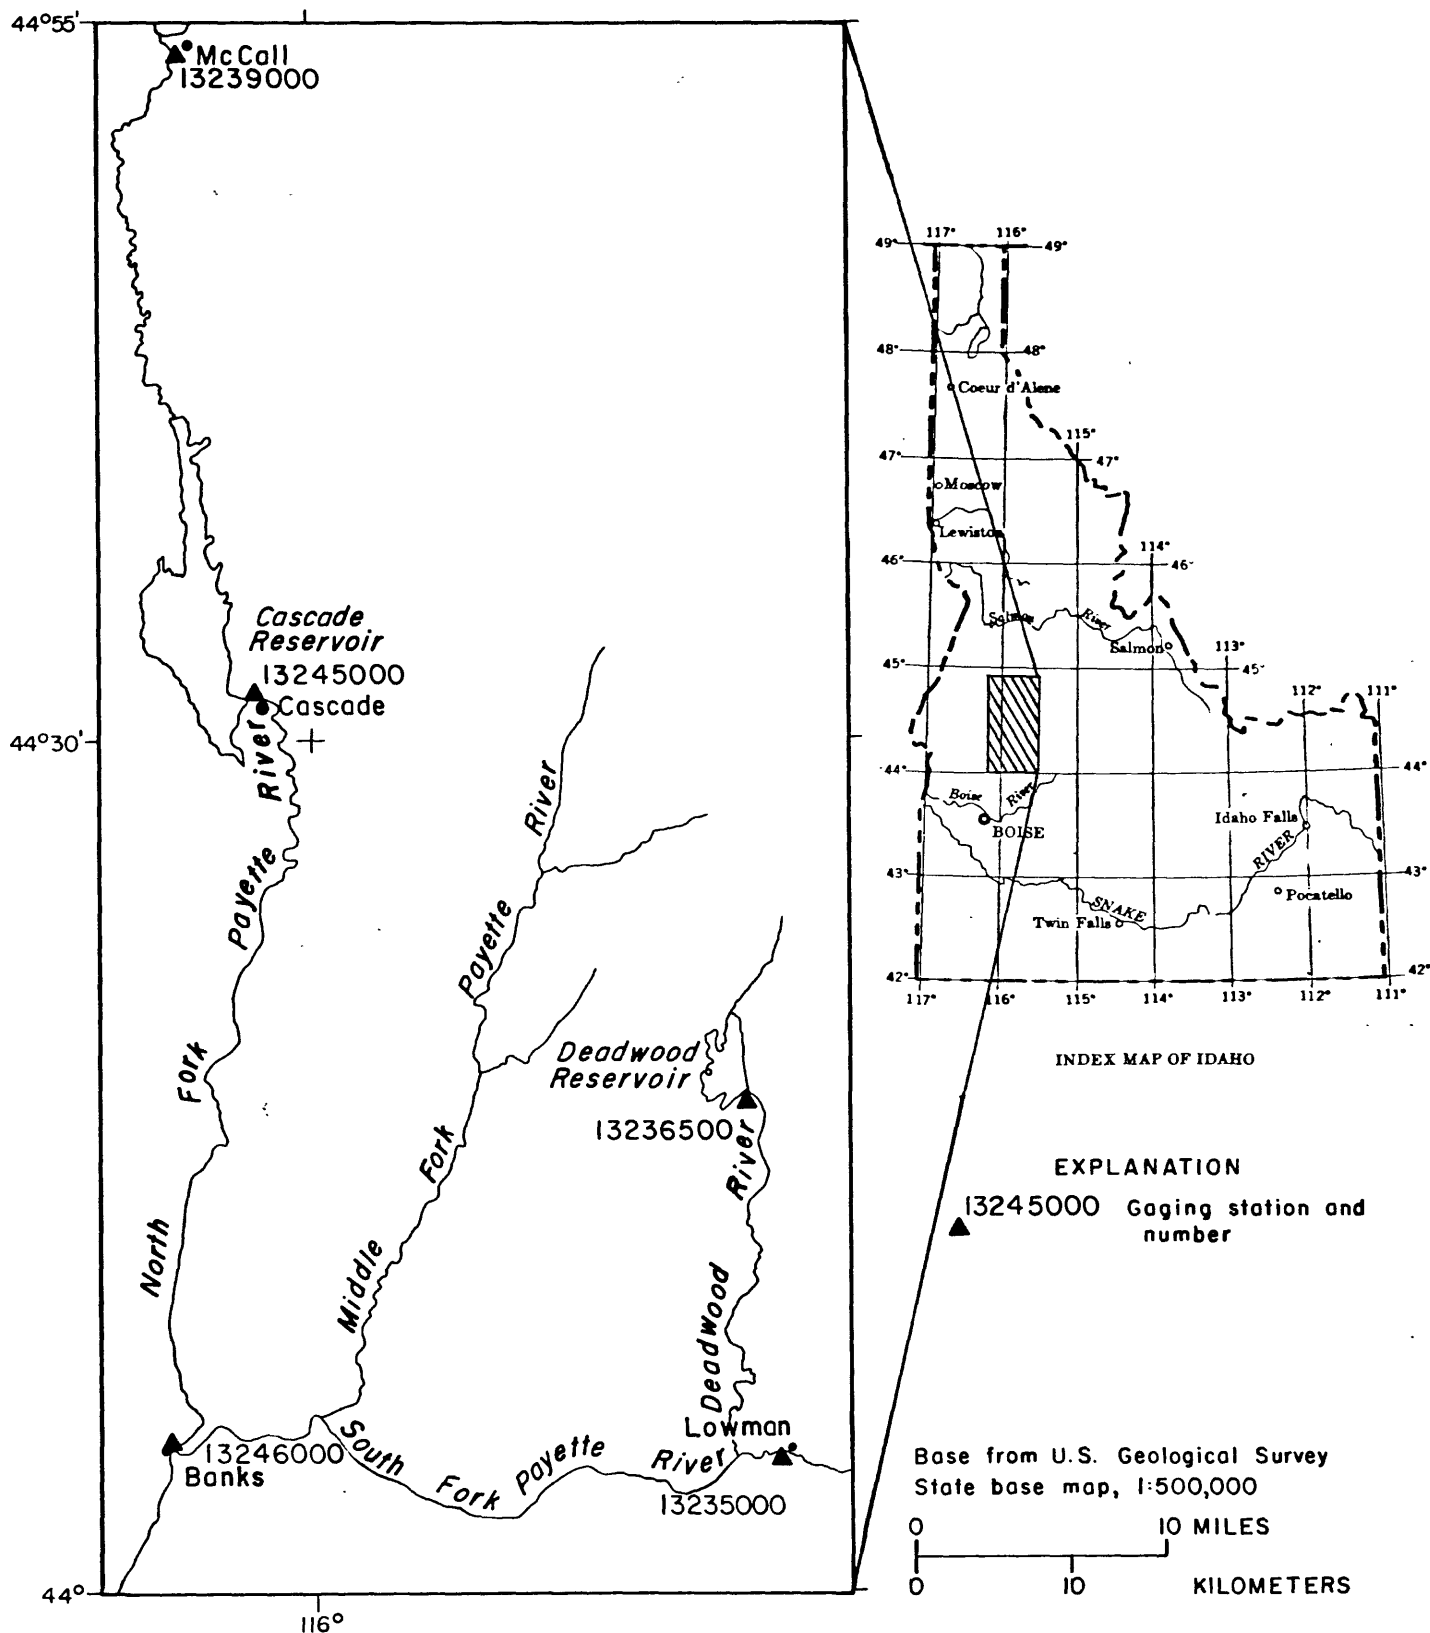 44°55'
McCall
13239000
Cascade
Reservoir
13245000
Cascade
44°30'
North Fork Payette River
Middle Fork Payette River
Deadwood
Reservoir
13236500
Deadwood River
Lowman
13246000
Banks
South Fork Payette River
13235000
44°
116°
117° 116°
49° 49°
48° 48°
Coeur d'Alene
115°
47° 47°
Moscow
Lewiston
114°
46° 46°
Salmon River
Salmon
113°
45° 45°
112° 111°
44° 44°
Boise River
BOISE
Idaho Falls
SNAKE RIVER
43° 43°
Pocatello
Twin Falls
42° 42°
117° 116° 115° 114° 113° 112° 111°
INDEX MAP OF IDAHO
EXPLANATION
13245000 Gaging station and
number
Base from U.S. Geological Survey
State base map, 1:500,000
0 10 MILES
0 10 KILOMETERS